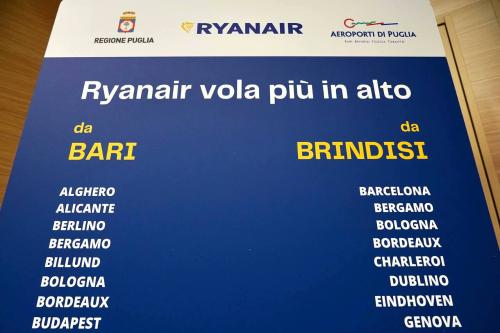 REGIONE PUGLIA
RYANAIR
AEROPORTI DI PUGLIA
Ryanair vola più in alto
da
BARI
ALGHERO
ALICANTE
BERLINO
BERGAMO
BILLUND
BOLOGNA
BORDEAUX
BUDAPEST
da
BRINDISI
BARCELONA
BERGAMO
BOLOGNA
BORDEAUX
CHARLEROI
DUBLINO
EINDHOVEN
GENOVA